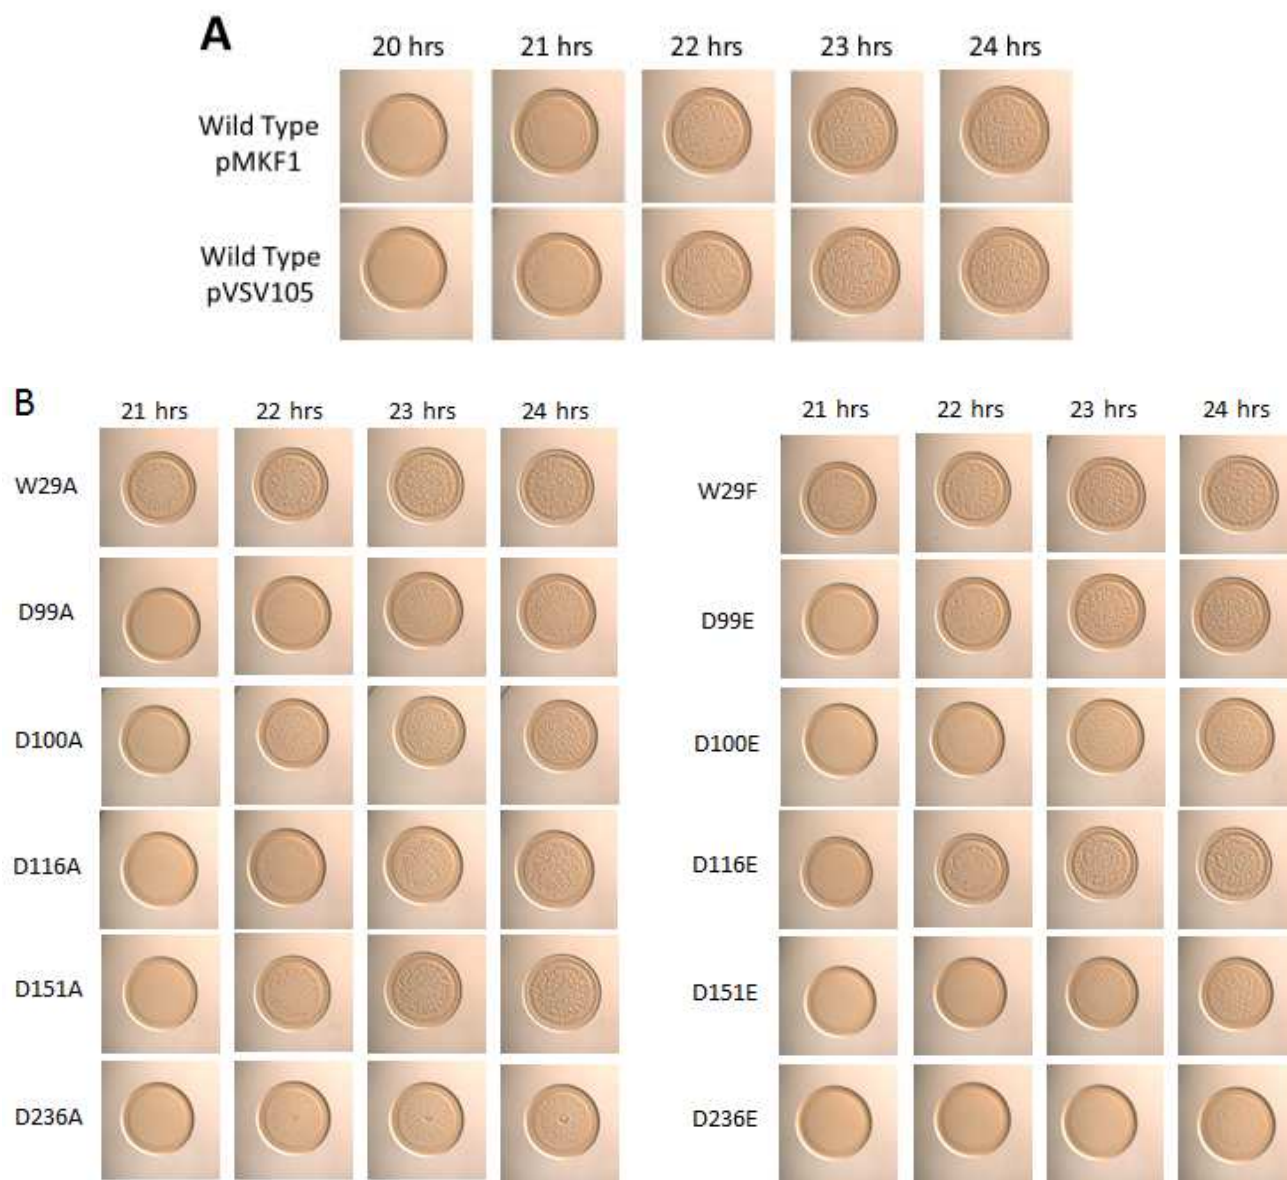 A
20 hrs 21 hrs 22 hrs 23 hrs 24 hrs
Wild Type
pMKF1
Wild Type
pVSV105
B
21 hrs 22 hrs 23 hrs 24 hrs 21 hrs 22 hrs 23 hrs 24 hrs
W29A W29F
D99A D99E
D100A D100E
D116A D116E
D151A D151E
D236A D236E